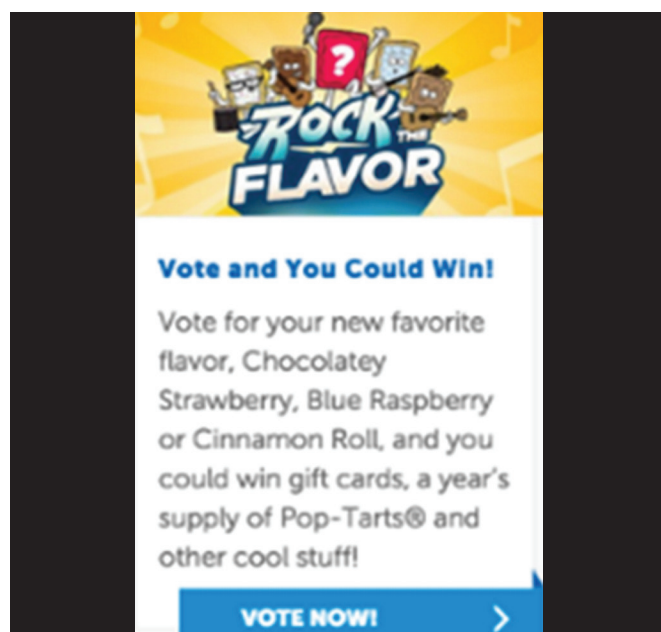 ?
ROCK
THE
FLAVOR
Vote and You Could Win!
Vote for your new favorite
flavor, Chocolatey
Strawberry, Blue Raspberry
or Cinnamon Roll, and you
could win gift cards, a year's
supply of Pop-Tarts® and
other cool stuff!
VOTE NOW!